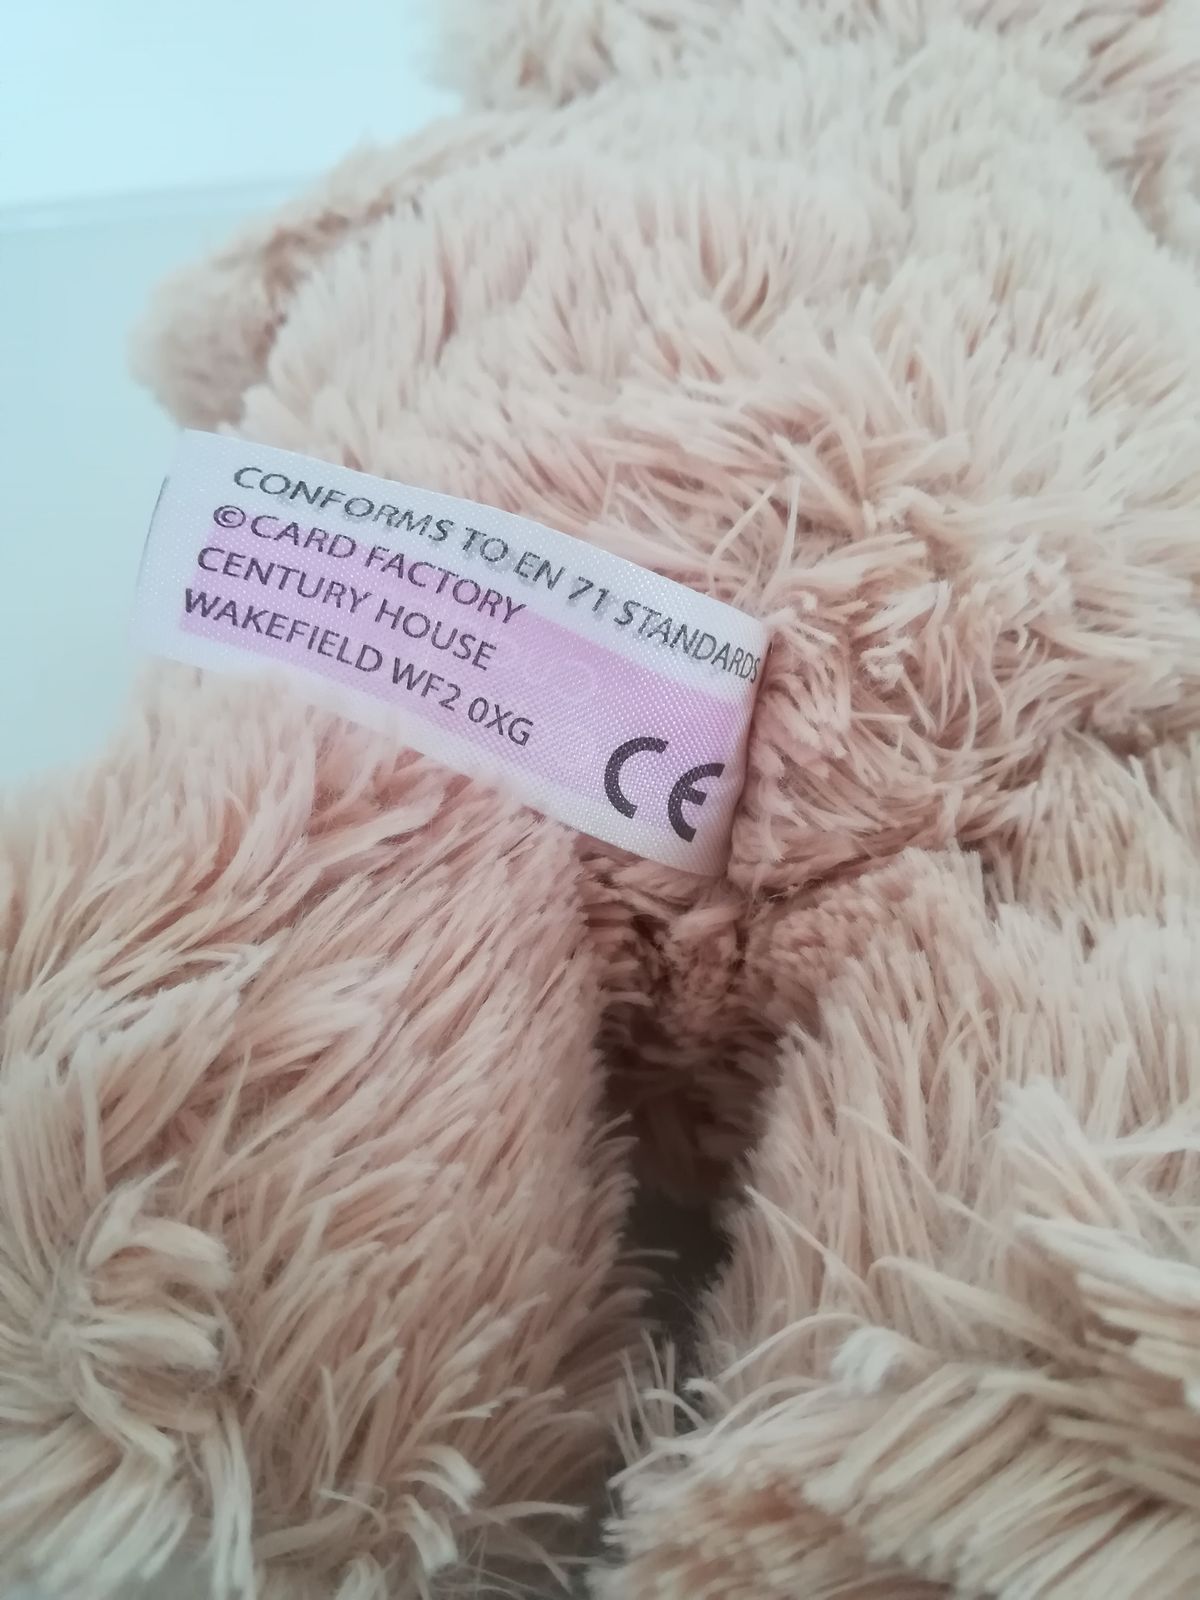 CONFORMS TO EN 71 STANDARDS
©CARD FACTORY
CENTURY HOUSE
WAKEFIELD WF2 0XG
CE